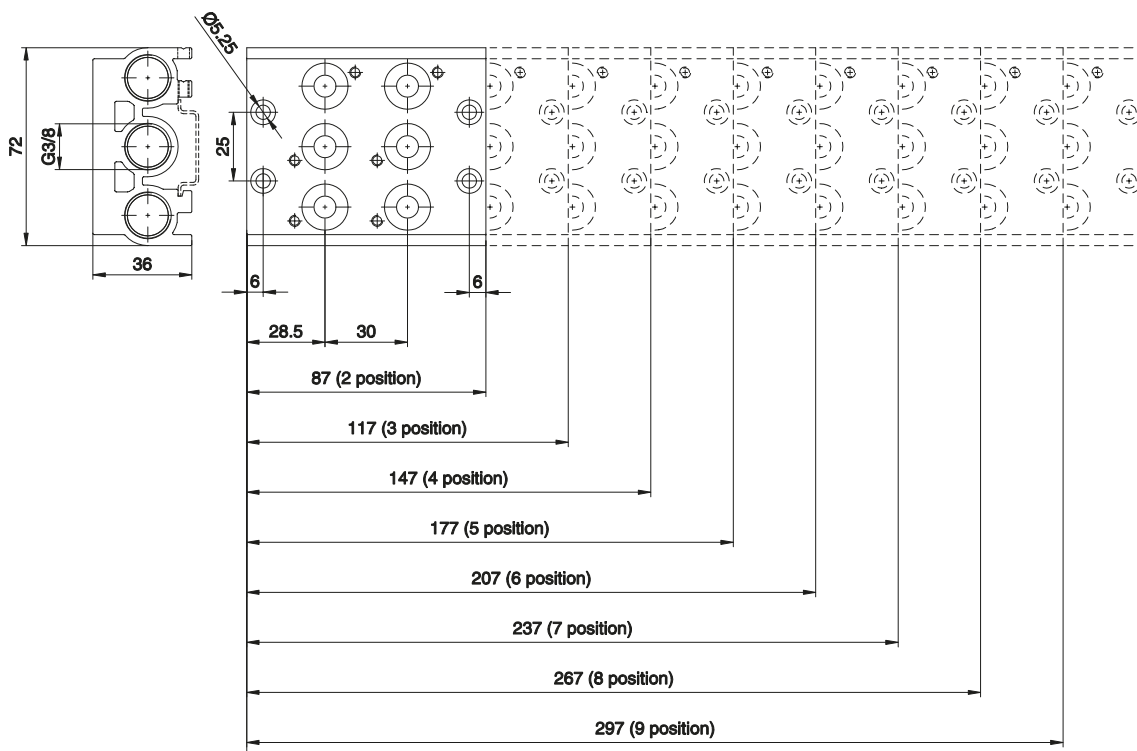 Ø5.25
72
G3/8
25
36
6
6
28.5
30
87 (2 position)
117 (3 position)
147 (4 position)
177 (5 position)
207 (6 position)
237 (7 position)
267 (8 position)
297 (9 position)